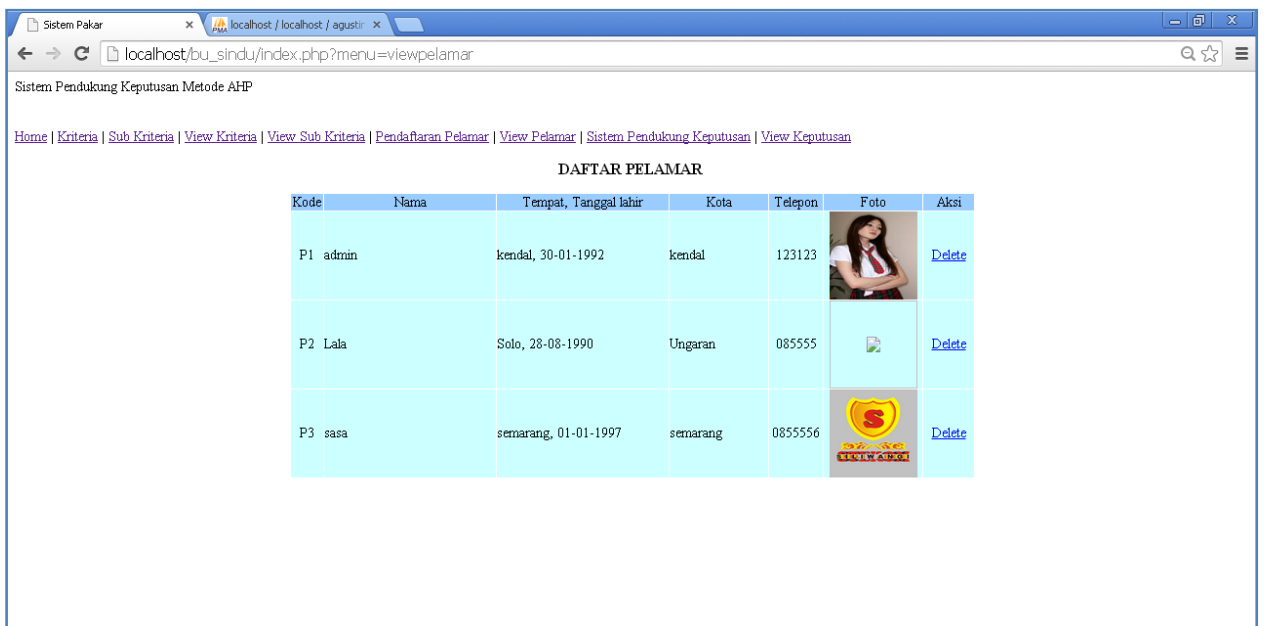 Sistem Pakar
localhost / localhost / agustin
localhost/bu_sindu/index.php?menu=viewpelamar
Sistem Pendukung Keputusan Metode AHP
Home | Kriteria | Sub Kriteria | View Kriteria | View Sub Kriteria | Pendaftaran Pelamar | View Pelamar | Sistem Pendukung Keputusan | View Keputusan
DAFTAR PELAMAR
Kode Nama Tempat, Tanggal lahir Kota Telepon Foto Aksi
P1 admin kendal, 30-01-1992 kendal 123123 Delete
P2 Lala Solo, 28-08-1990 Ungaran 085555 Delete
P3 sasa semarang, 01-01-1997 semarang 0855556 Delete
S
SILIWANGI